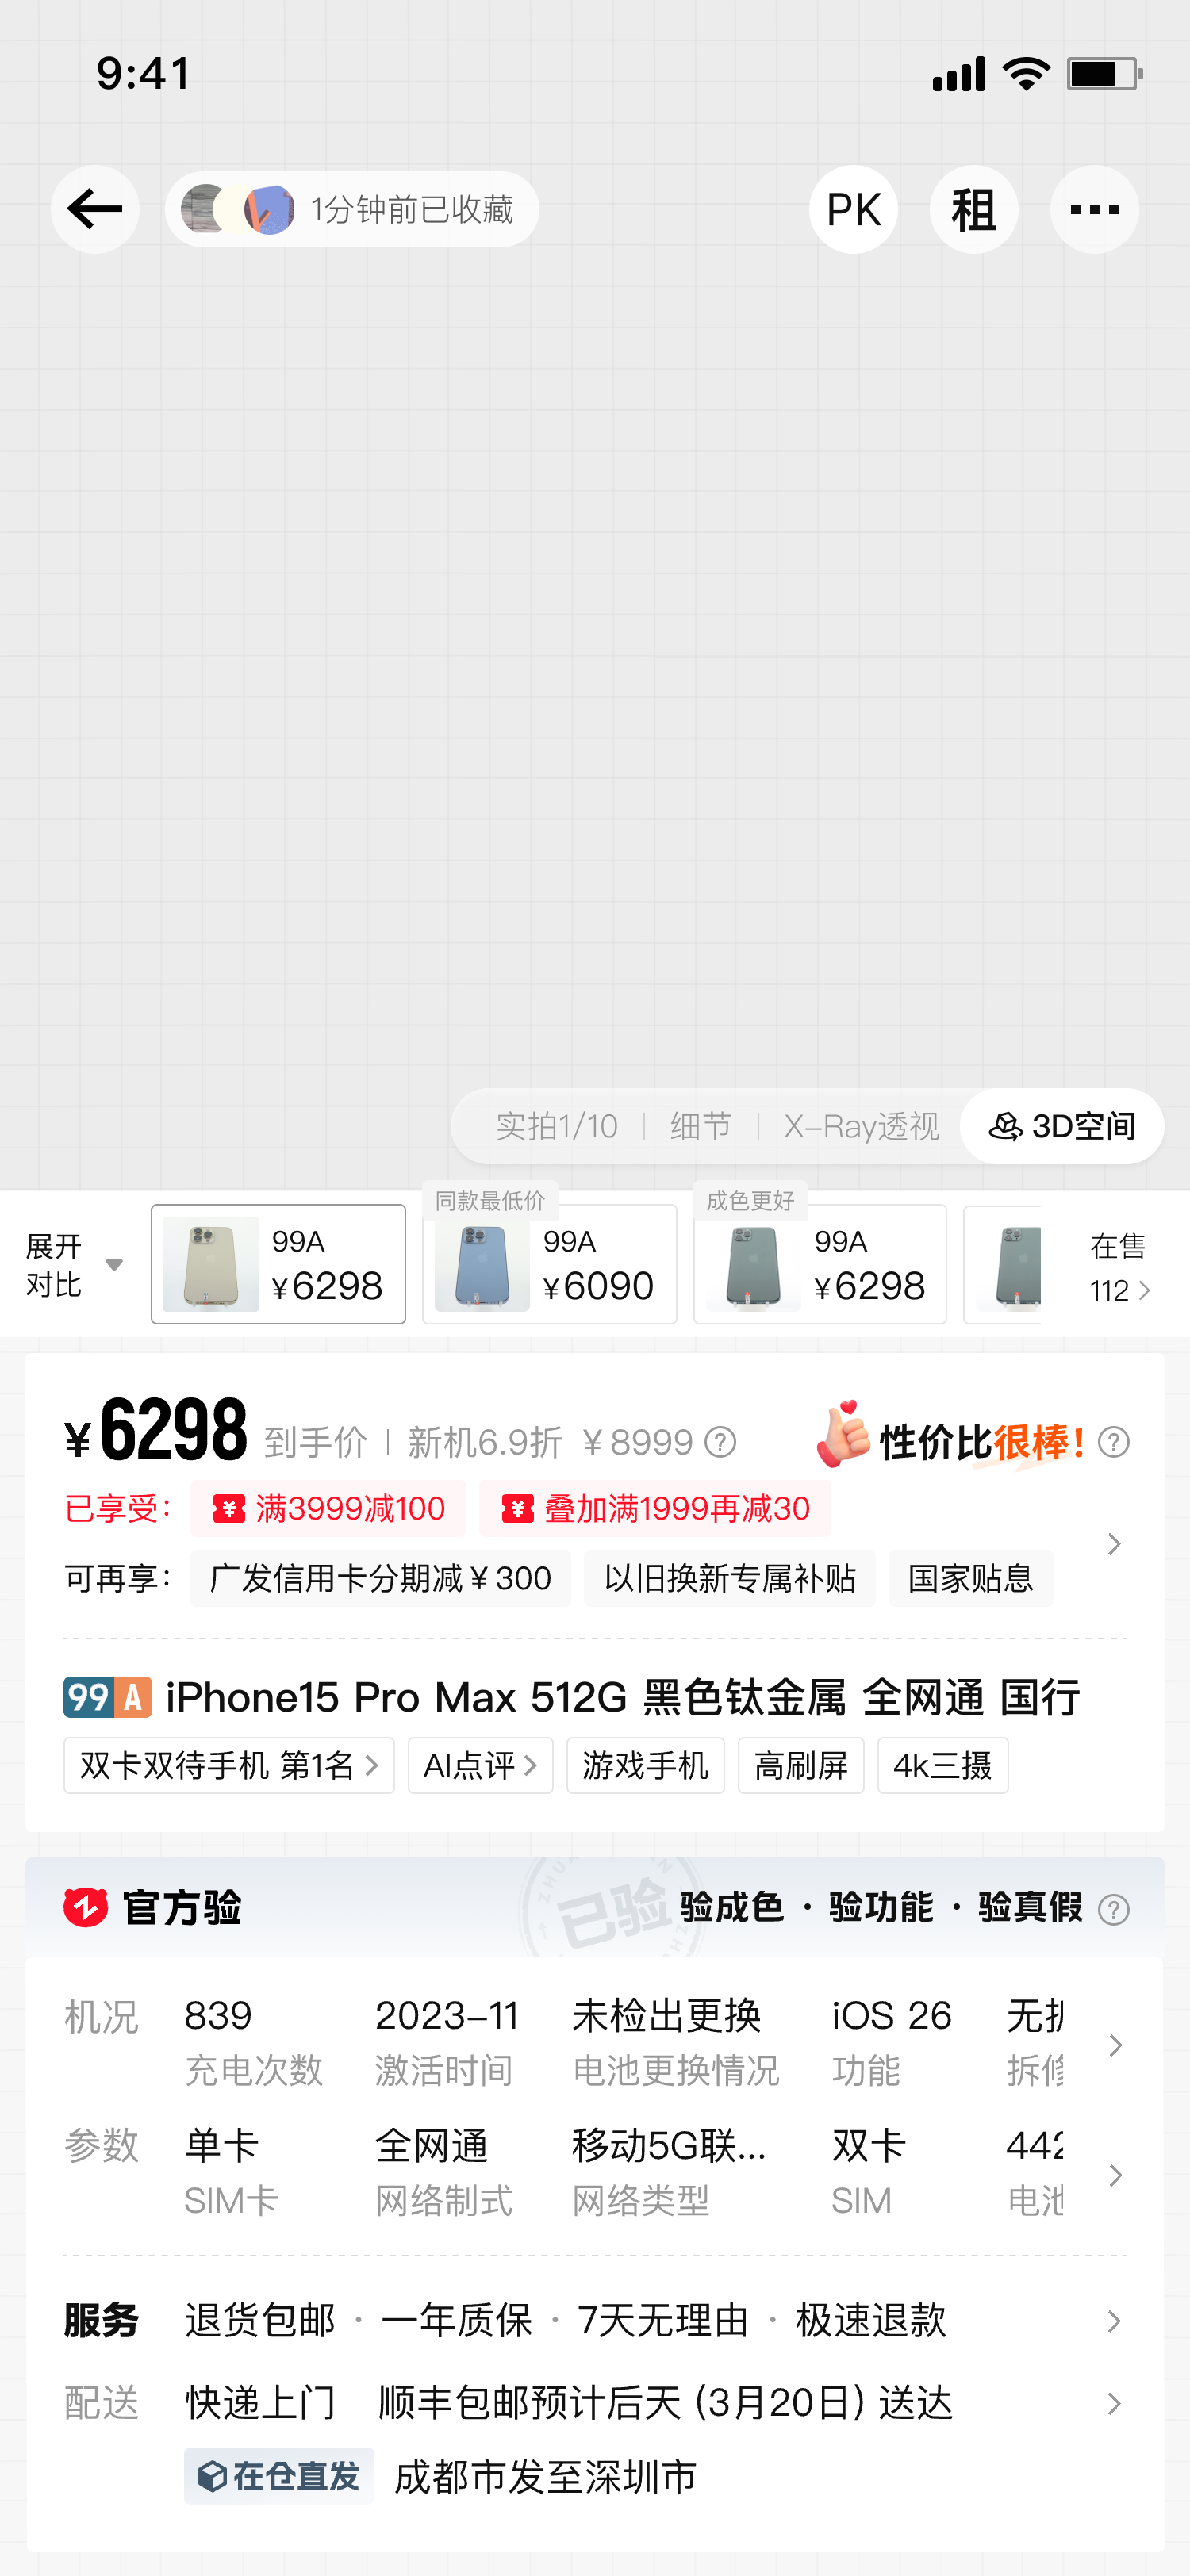 9:41
1分钟前已收藏
PK
租
实拍1/10 细节 X-Ray透视 3D空间
展开
对比
99A
¥6298
同款最低价
99A
¥6090
成色更好
99A
¥6298
在售
112
¥6298 到手价 新机6.9折 ¥8999
性价比很棒!
已享受: 满3999减100 叠加满1999再减30
可再享: 广发信用卡分期减¥300 以旧换新专属补贴 国家贴息
99 A iPhone15 Pro Max 512G 黑色钛金属 全网通 国行
双卡双待手机 第1名 AI点评 游戏手机 高刷屏 4k三摄
官方验 已验 验成色 · 验功能 · 验真假
机况 839 2023-11 未检出更换 iOS 26 无
充电次数 激活时间 电池更换情况 功能 拆修
参数 单卡 全网通 移动5G联... 双卡 442
SIM卡 网络制式 网络类型 SIM 电池
服务 退货包邮 · 一年质保 · 7天无理由 · 极速退款
配送 快递上门 顺丰包邮预计后天 (3月20日) 送达
在仓直发 成都市发至深圳市